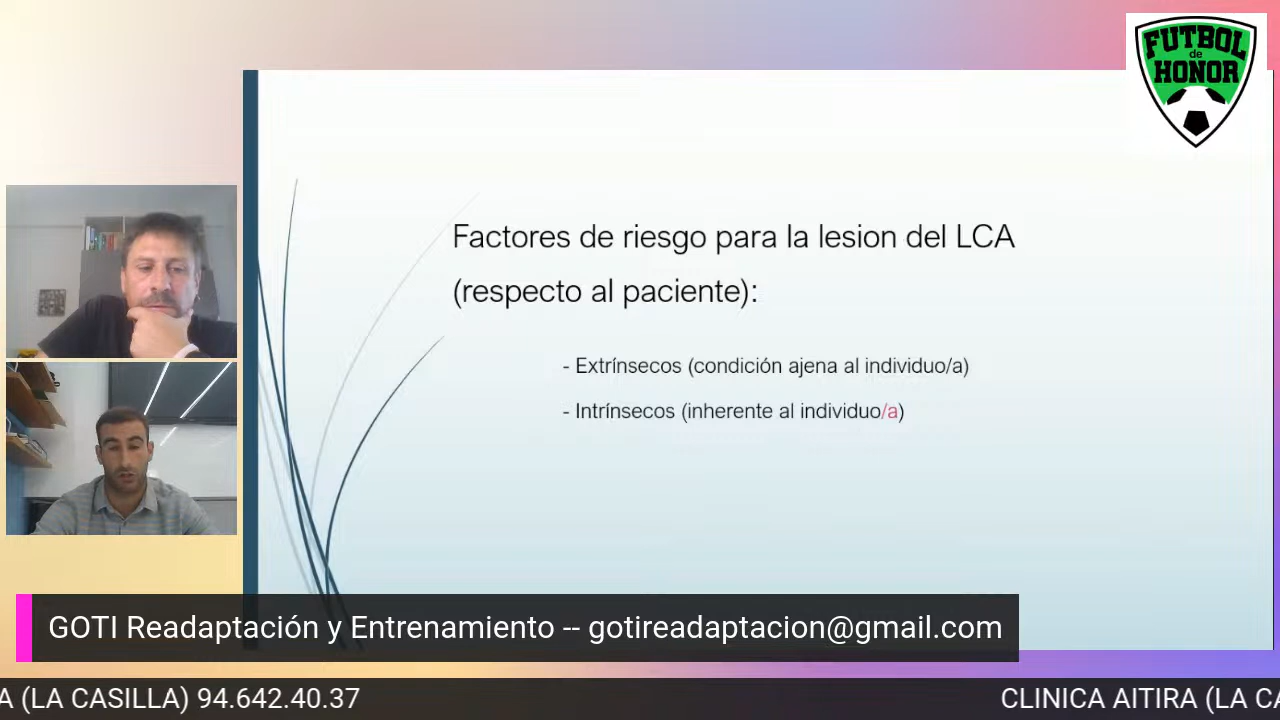 FUTBOL
de
HONOR
Factores de riesgo para la lesion del LCA
(respecto al paciente):
- Extrínsecos (condición ajena al individuo/a)
- Intrínsecos (inherente al individuo/a)
GOTI Readaptación y Entrenamiento -- gotireadaptacion@gmail.com
A (LA CASILLA) 94.642.40.37
CLINICA AITIRA (LA CA